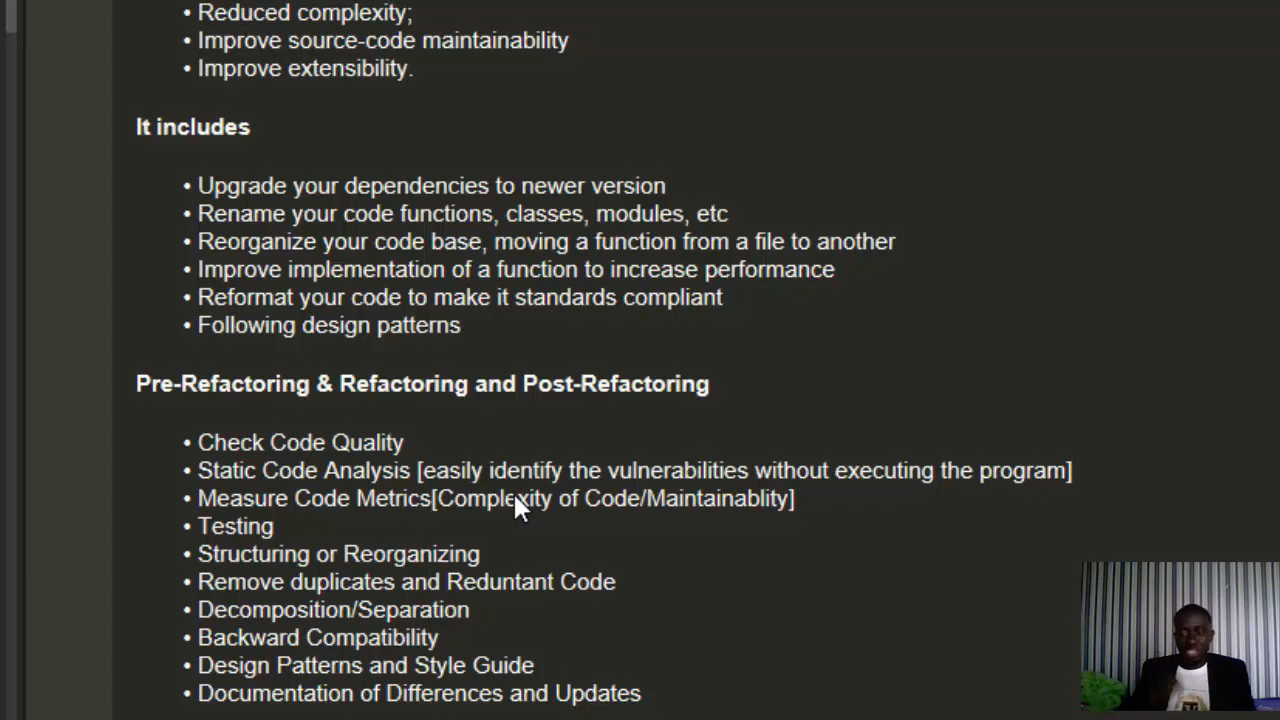 • Reduced complexity;
• Improve source-code maintainability
• Improve extensibility.
It includes
• Upgrade your dependencies to newer version
• Rename your code functions, classes, modules, etc
• Reorganize your code base, moving a function from a file to another
• Improve implementation of a function to increase performance
• Reformat your code to make it standards compliant
• Following design patterns
Pre-Refactoring & Refactoring and Post-Refactoring
• Check Code Quality
• Static Code Analysis [easily identify the vulnerabilities without executing the program]
• Measure Code Metrics[Complexity of Code/Maintainablity]
• Testing
• Structuring or Reorganizing
• Remove duplicates and Reduntant Code
• Decomposition/Separation
• Backward Compatibility
• Design Patterns and Style Guide
• Documentation of Differences and Updates